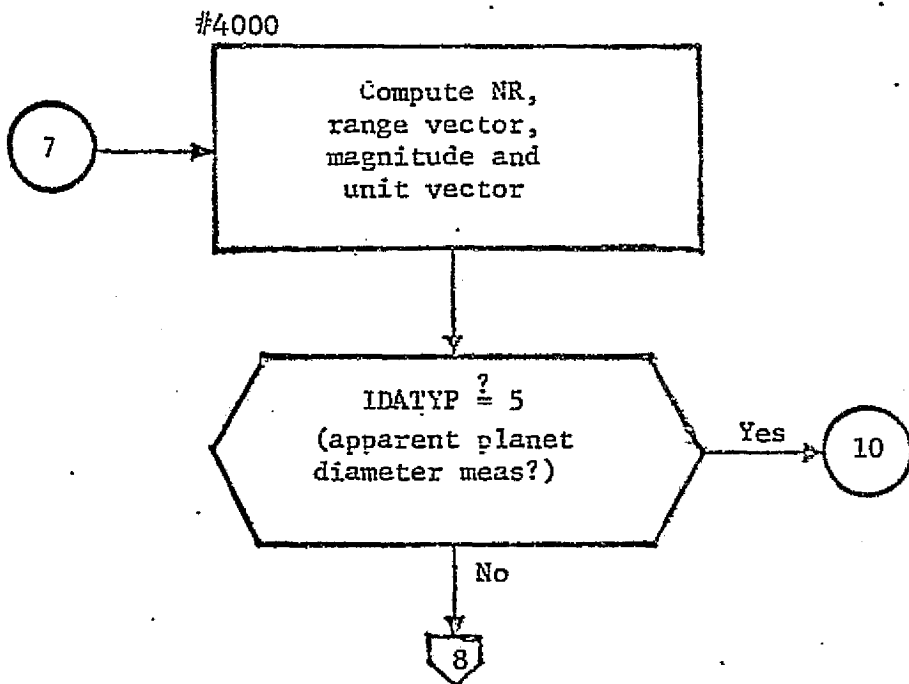 #4000
7
Compute NR,
range vector,
magnitude and
unit vector
IDATYP ?= 5
(apparent planet
diameter meas?)
Yes
10
No
8